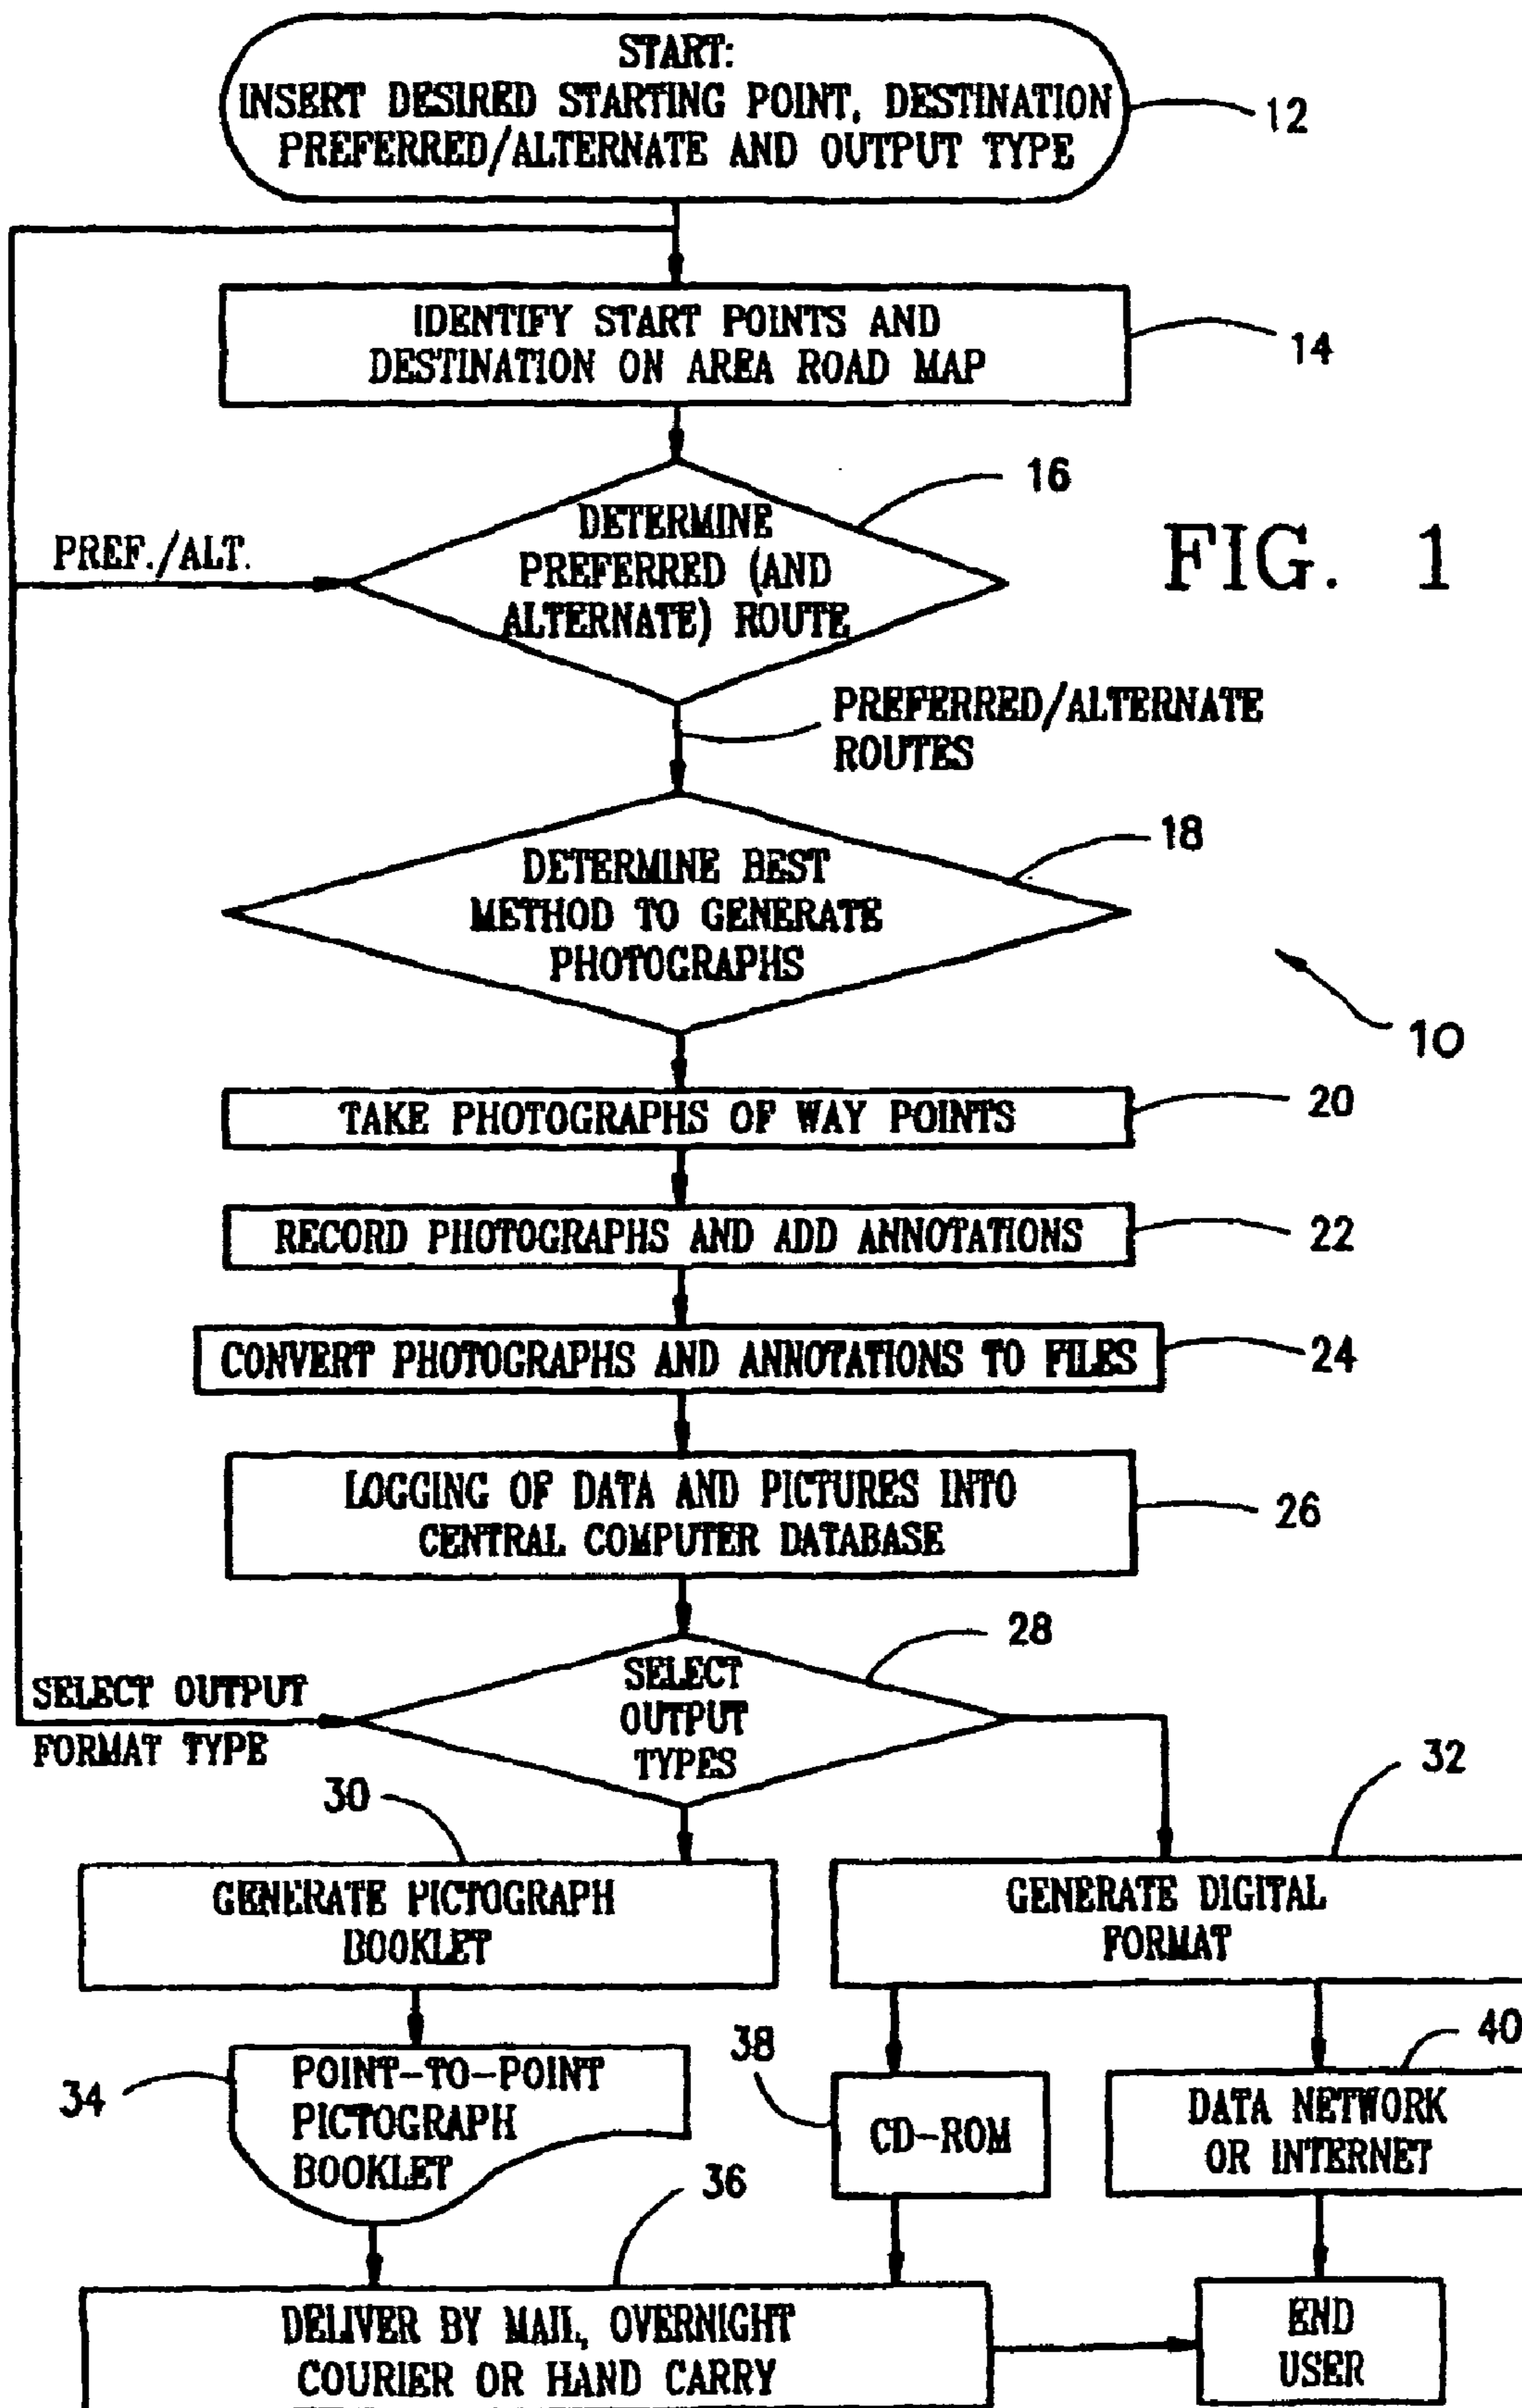 START:
INSERT DESIRED STARTING POINT, DESTINATION
PREFERRED/ALTERNATE AND OUTPUT TYPE
12
IDENTIFY START POINTS AND
DESTINATION ON AREA ROAD MAP
14
16
DETERMINE
PREFERRED (AND
ALTERNATE) ROUTE
PREF./ALT.
FIG. 1
PREFERRED/ALTERNATE
ROUTES
18
DETERMINE BEST
METHOD TO GENERATE
PHOTOGRAPHS
10
TAKE PHOTOGRAPHS OF WAY POINTS
20
RECORD PHOTOGRAPHS AND ADD ANNOTATIONS
22
CONVERT PHOTOGRAPHS AND ANNOTATIONS TO FILES
24
LOGGING OF DATA AND PICTURES INTO
CENTRAL COMPUTER DATABASE
26
28
SELECT
OUTPUT
TYPES
SELECT OUTPUT
FORMAT TYPE
30
32
GENERATE PICTOGRAPH
BOOKLET
GENERATE DIGITAL
FORMAT
34
POINT-TO-POINT
PICTOGRAPH
BOOKLET
38
CD-ROM
40
DATA NETWORK
OR INTERNET
36
DELIVER BY MAIL, OVERNIGHT
COURIER OR HAND CARRY
END
USER